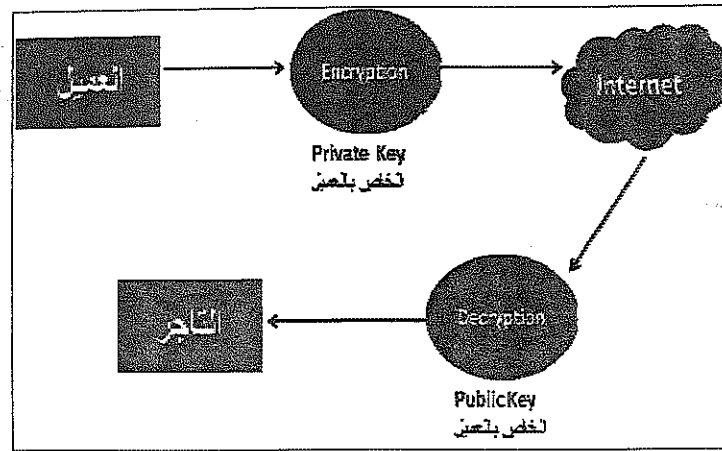 العميل
Encryption
Internet
Private Key
الخاص بالعميل
التاجر
Decryption
PublicKey
الخاص بالعميل